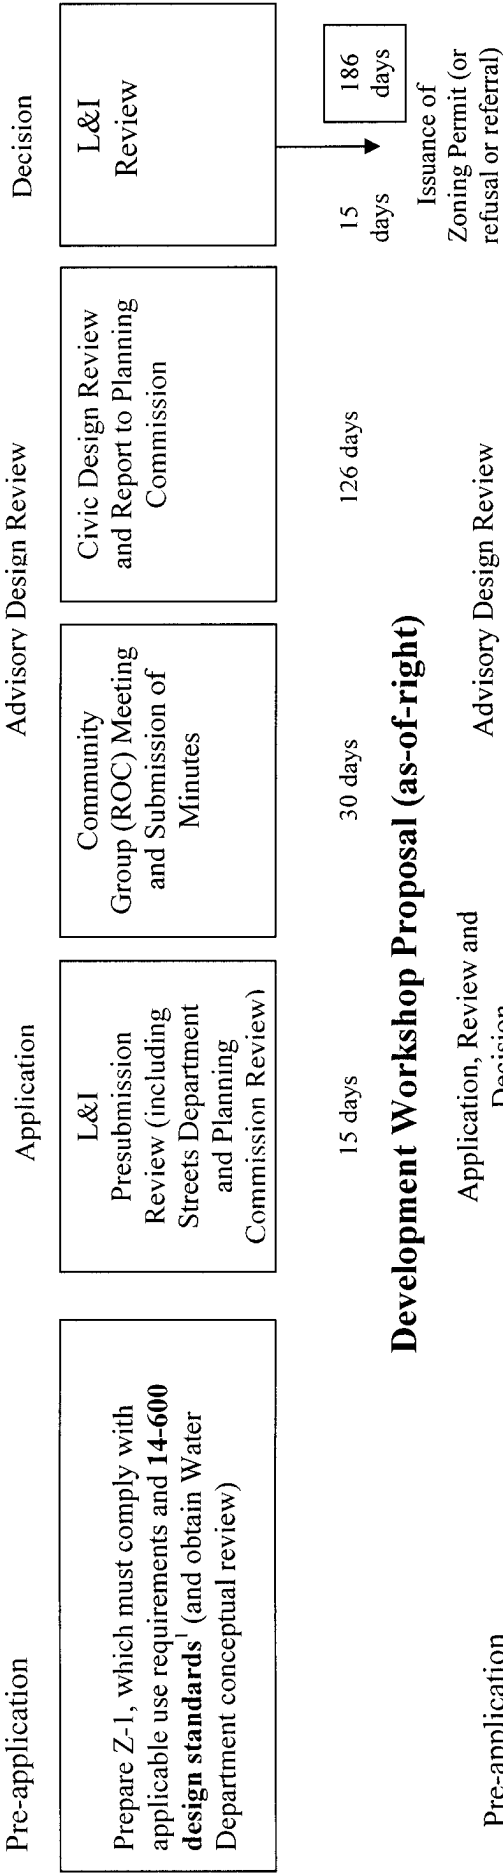 Pre-application
Application
Advisory Design Review
Decision
Prepare Z-1, which must comply with
applicable use requirements and 14-600
design standards¹ (and obtain Water
Department conceptual review)
L&I
Presubmission
Review (including
Streets Department
and Planning
Commission Review)
Community
Group (ROC) Meeting
and Submission of
Minutes
Civic Design Review
and Report to Planning
Commission
L&I
Review
15 days
30 days
126 days
15
days
186
days
Issuance of
Zoning Permit (or
refusal or referral)
Development Workshop Proposal (as-of-right)
Pre-application
Application, Review and
Decision
Advisory Design Review